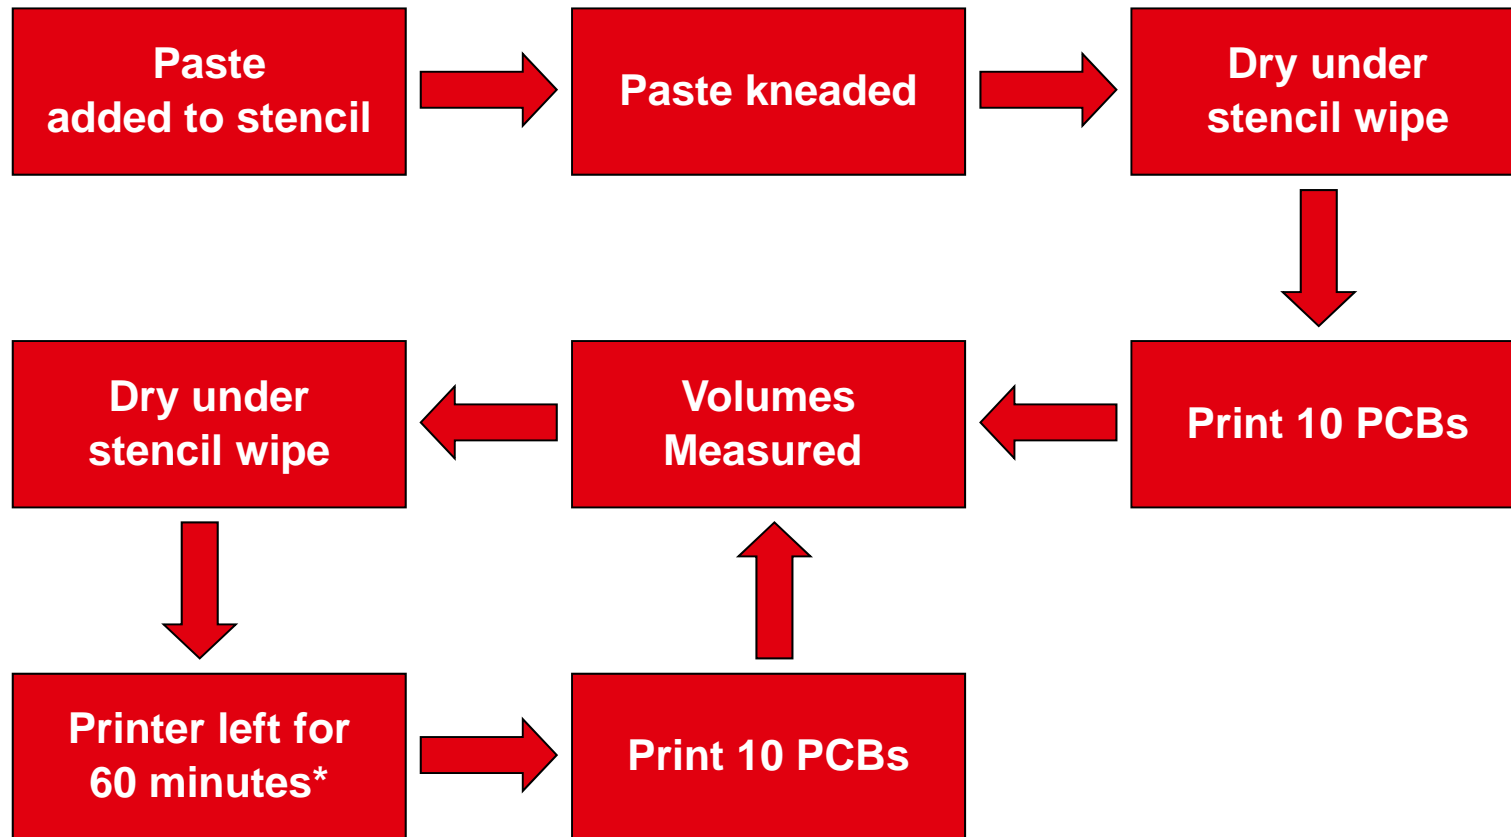 Paste
added to stencil
Paste kneaded
Dry under
stencil wipe
Dry under
stencil wipe
Volumes
Measured
Print 10 PCBs
Printer left for
60 minutes*
Print 10 PCBs